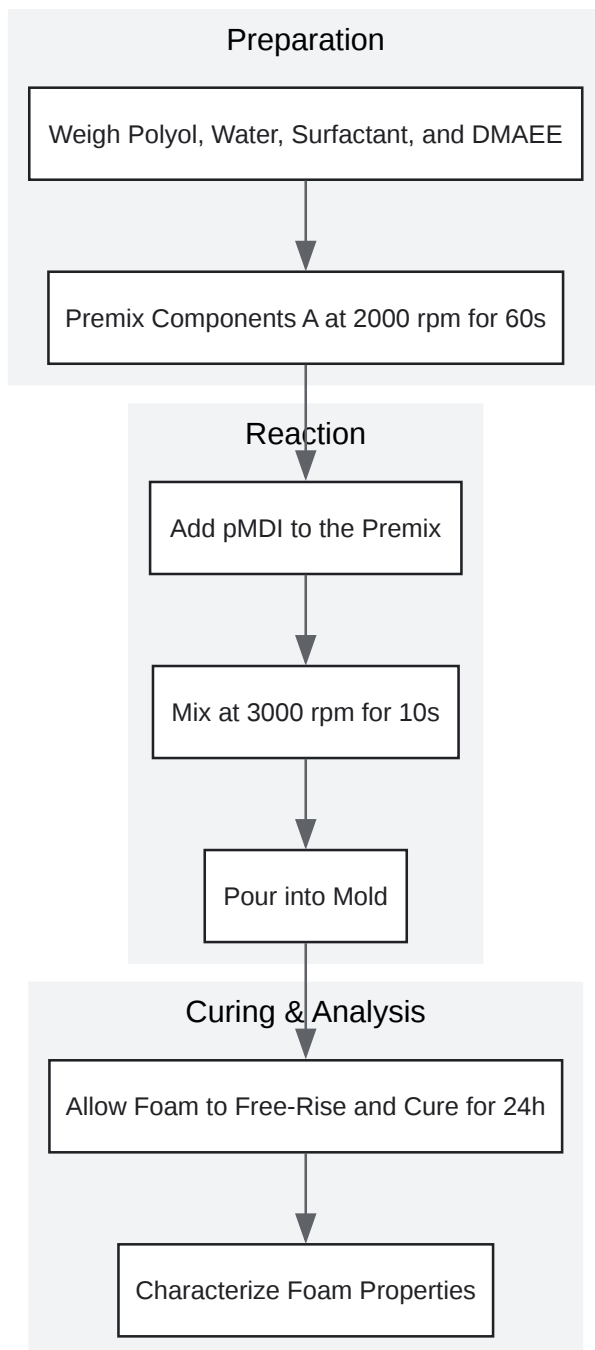 Preparation
Weigh Polyol, Water, Surfactant, and DMAEE
Premix Components A at 2000 rpm for 60s
Reaction
Add pMDI to the Premix
Mix at 3000 rpm for 10s
Pour into Mold
Curing & Analysis
Allow Foam to Free-Rise and Cure for 24h
Characterize Foam Properties